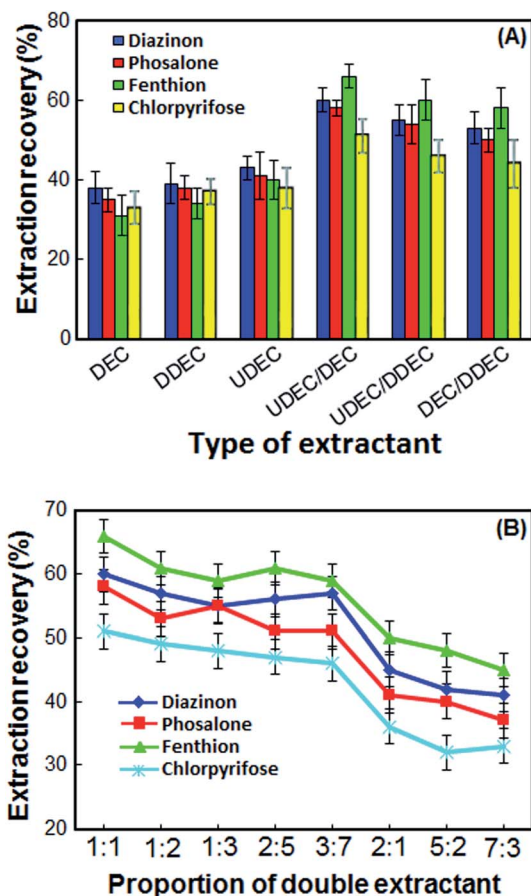 (A)
Diazinon
Phosalone
Fenthion
Chlorpyrifose
Extraction recovery (%)
80
60
40
20
0
DEC
DDEC
UDEC
UDEC/DEC
UDEC/DDEC
DEC/DDEC
Type of extractant
(B)
Extraction recovery (%)
70
60
50
40
30
20
Diazinon
Phosalone
Fenthion
Chlorpyrifose
1:1 1:2 1:3 2:5 3:7 2:1 5:2 7:3
Proportion of double extractant